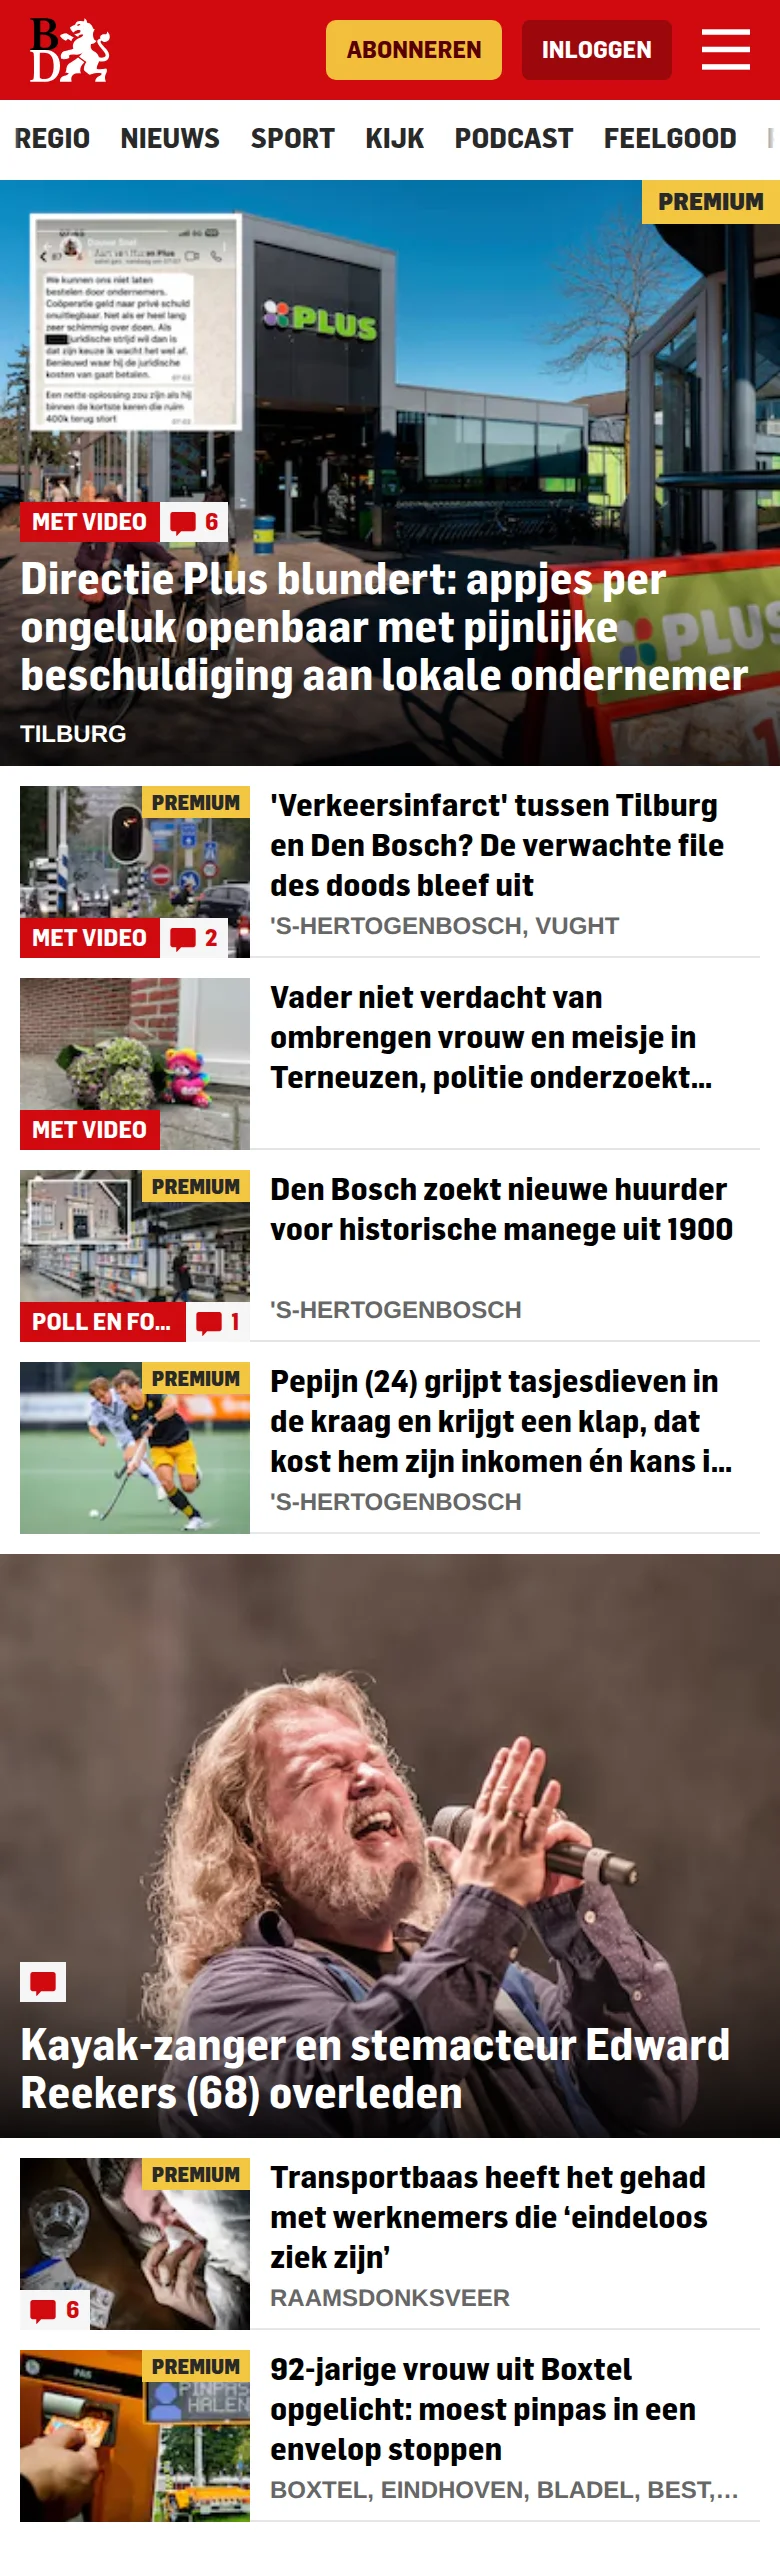 B
D
ABONNEREN
INLOGGEN
REGIO NIEUWS SPORT KIJK PODCAST FEELGOOD
PREMIUM
We kunnen ons niet laten
bestelen door ondernemers.
Coöperatie geld naar privé schuld
onuitlegbaar. Net als er heel lang
zeer schimmig over doen. Als
juridische strijd wil dan is
dat zijn keuze ik wacht het wel af.
Benieuwd waar hij de juridische
kosten van gaat betalen.
Een nette oplossing zou zijn als hij
binnen de kortste keren die ruim
400k terug stort
PLUS
PLUS
MET VIDEO 6
Directie Plus blundert: appjes per
ongeluk openbaar met pijnlijke
beschuldiging aan lokale ondernemer
TILBURG
PREMIUM
MET VIDEO 2
'Verkeersinfarct' tussen Tilburg
en Den Bosch? De verwachte file
des doods bleef uit
'S-HERTOGENBOSCH, VUGHT
MET VIDEO
Vader niet verdacht van
ombrengen vrouw en meisje in
Terneuzen, politie onderzoekt...
PREMIUM
POLL EN FO... 1
Den Bosch zoekt nieuwe huurder
voor historische manege uit 1900
'S-HERTOGENBOSCH
PREMIUM
Pepijn (24) grijpt tasjesdieven in
de kraag en krijgt een klap, dat
kost hem zijn inkomen én kans i...
'S-HERTOGENBOSCH
Kayak-zanger en stemacteur Edward
Reekers (68) overleden
PREMIUM
6
Transportbaas heeft het gehad
met werknemers die ‘eindeloos
ziek zijn’
RAAMSDONKSVEER
PREMIUM
PAS
PINPAS
HALEN
92-jarige vrouw uit Boxtel
opgelicht: moest pinpas in een
envelop stoppen
BOXTEL, EINDHOVEN, BLADEL, BEST,...